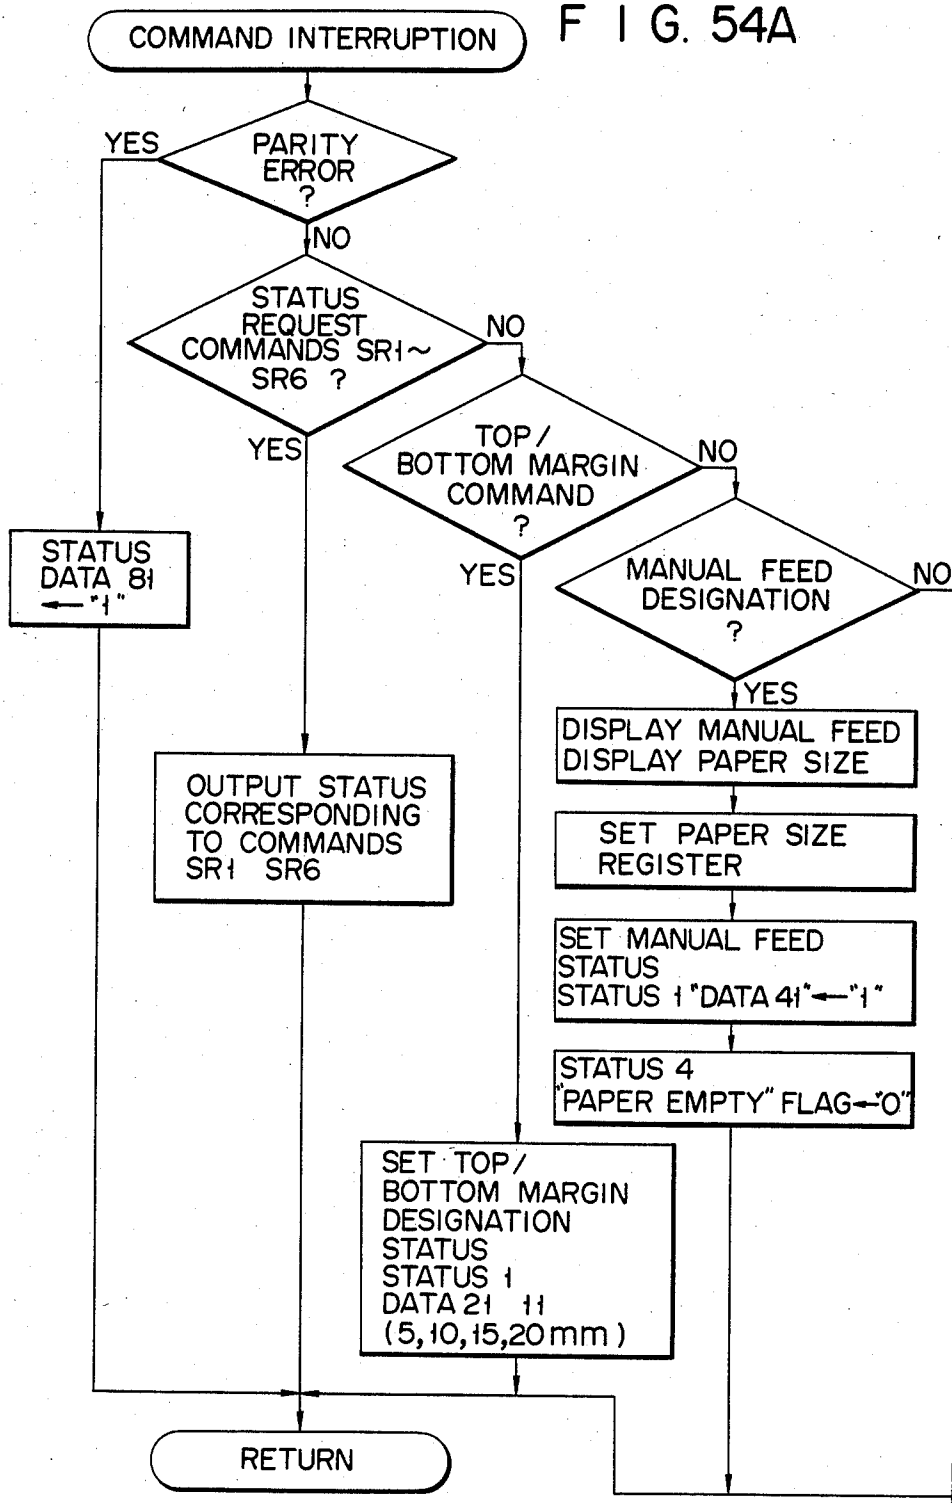 FIG. 54A
COMMAND INTERRUPTION
YES
PARITY
ERROR
?
NO
STATUS
REQUEST
COMMANDS SR1~
SR6 ?
NO
YES
TOP/
BOTTOM MARGIN
COMMAND
?
NO
YES
STATUS
DATA 81
← "1"
MANUAL FEED
DESIGNATION
?
NO
YES
DISPLAY MANUAL FEED
DISPLAY PAPER SIZE
OUTPUT STATUS
CORRESPONDING
TO COMMANDS
SR1 SR6
SET PAPER SIZE
REGISTER
SET MANUAL FEED
STATUS
STATUS 1 "DATA 41" ← "1"
STATUS 4
"PAPER EMPTY" FLAG ← "0"
SET TOP/
BOTTOM MARGIN
DESIGNATION
STATUS
STATUS 1
DATA 21 11
(5,10,15,20mm)
RETURN